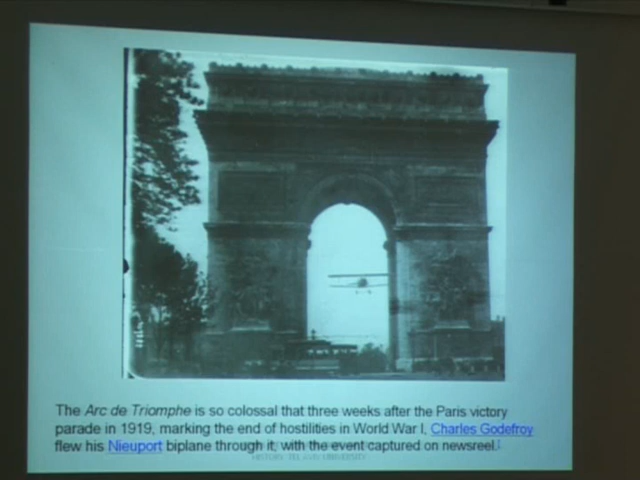 The Arc de Triomphe is so colossal that three weeks after the Paris victory
parade in 1919, marking the end of hostilities in World War I, Charles Godefroy
flew his Nieuport biplane through it, with the event captured on newsreel.